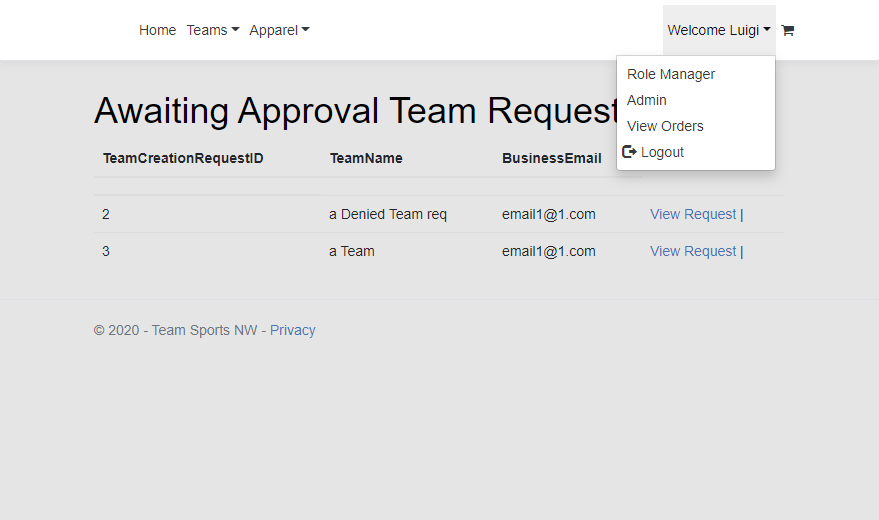 Home Teams Apparel Welcome Luigi
Role Manager
Admin
View Orders
Logout
Awaiting Approval Team Request
TeamCreationRequestID TeamName BusinessEmail
2 a Denied Team req email1@1.com View Request |
3 a Team email1@1.com View Request |
© 2020 - Team Sports NW - Privacy